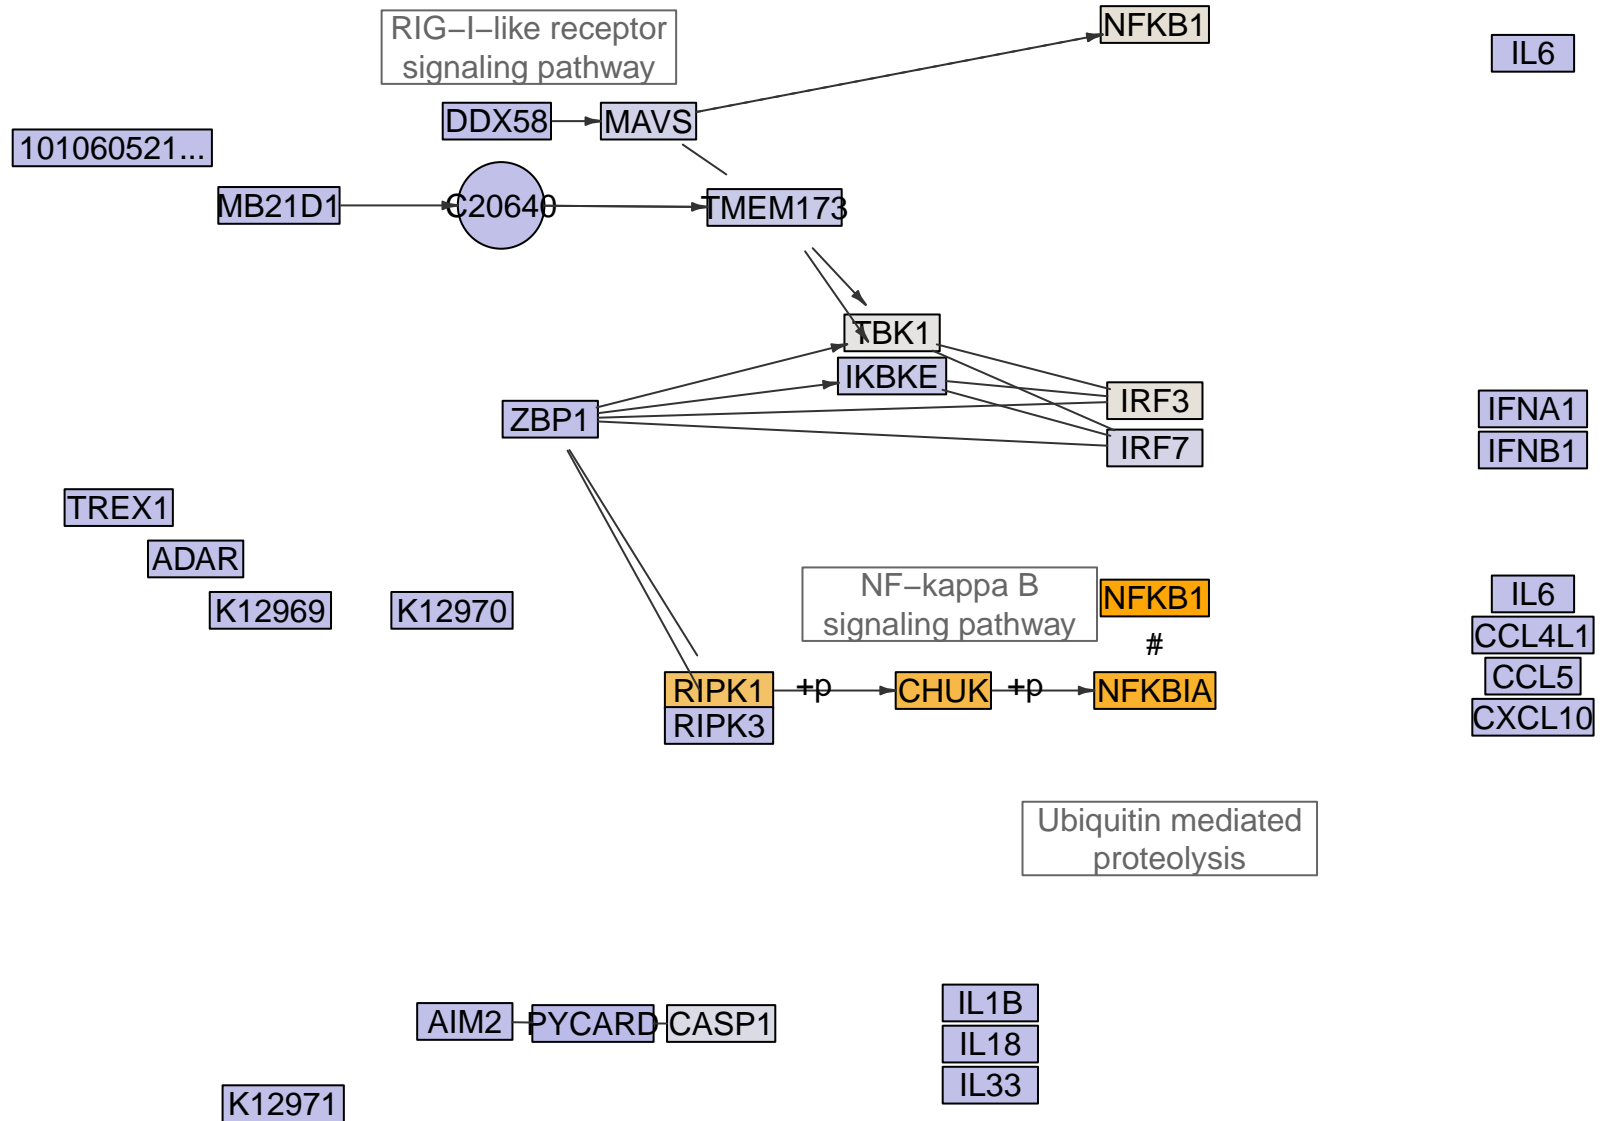 RIG−I−like receptor
signaling pathway
NFKB1
IL6
DDX58
MAVS
101060521...
MB21D1
C20640
TMEM173
TBK1
IKBKE
ZBP1
IRF3
IRF7
IFNA1
IFNB1
TREX1
ADAR
K12969
K12970
NF−kappa B
signaling pathway
NFKB1
#
IL6
CCL4L1
CCL5
CXCL10
RIPK1
+p
CHUK
+p
NFKBIA
RIPK3
Ubiquitin mediated
proteolysis
AIM2
PYCARD
CASP1
IL1B
IL18
IL33
K12971